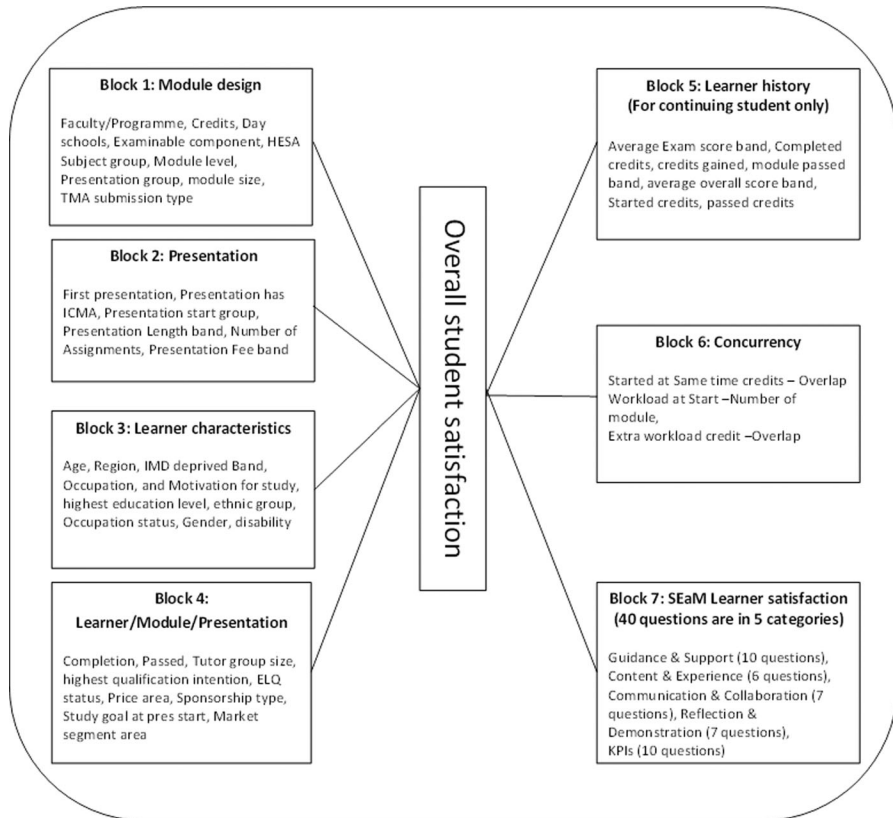 Block 1: Module design
Faculty/Programme, Credits, Day
schools, Examinable component, HESA
Subject group, Module level,
Presentation group, module size,
TMA submission type
Block 2: Presentation
First presentation, Presentation has
ICMA, Presentation start group,
Presentation Length band, Number of
Assignments, Presentation Fee band
Block 3: Learner characteristics
Age, Region, IMD deprived Band,
Occupation, and Motivation for study,
highest education level, ethnic group,
Occupation status, Gender, disability
Block 4:
Learner/Module/Presentation
Completion, Passed, Tutor group size,
highest qualification intention, ELQ
status, Price area, Sponsorship type,
Study goal at pres start, Market
segment area
Overall student satisfaction
Block 5: Learner history
(For continuing student only)
Average Exam score band, Completed
credits, credits gained, module passed
band, average overall score band,
Started credits, passed credits
Block 6: Concurrency
Started at Same time credits – Overlap
Workload at Start –Number of
module,
Extra workload credit –Overlap
Block 7: SEaM Learner satisfaction
(40 questions are in 5 categories)
Guidance & Support (10 questions),
Content & Experience (6 questions),
Communication & Collaboration (7
questions), Reflection &
Demonstration (7 questions),
KPIs (10 questions)